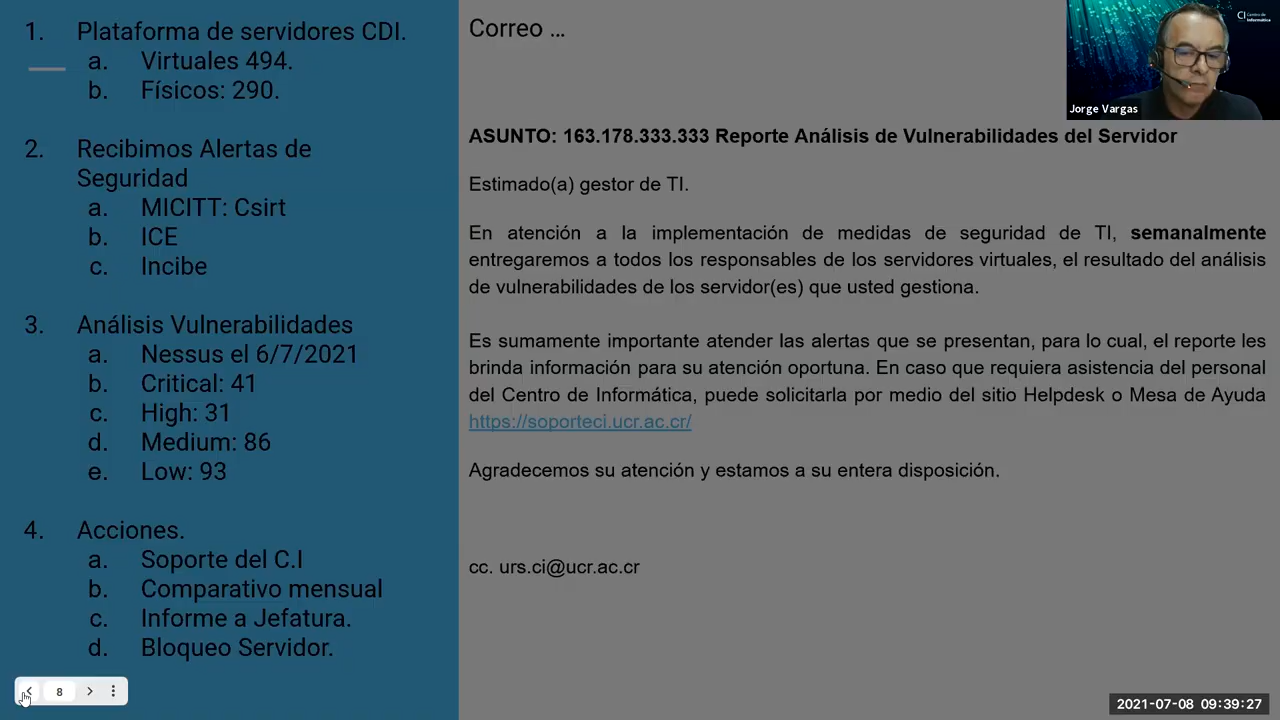 1. Plataforma de servidores CDI.
a. Virtuales 494.
b. Físicos: 290.
2. Recibimos Alertas de
Seguridad
a. MICITT: Csirt
b. ICE
c. Incibe
3. Análisis Vulnerabilidades
a. Nessus el 6/7/2021
b. Critical: 41
c. High: 31
d. Medium: 86
e. Low: 93
4. Acciones.
a. Soporte del C.I
b. Comparativo mensual
c. Informe a Jefatura.
d. Bloqueo Servidor.
8
Correo ...
ASUNTO: 163.178.333.333 Reporte Análisis de Vulnerabilidades del Servidor
Estimado(a) gestor de TI.
En atención a la implementación de medidas de seguridad de TI, semanalmente
entregaremos a todos los responsables de los servidores virtuales, el resultado del análisis
de vulnerabilidades de los servidor(es) que usted gestiona.
Es sumamente importante atender las alertas que se presentan, para lo cual, el reporte les
brinda información para su atención oportuna. En caso que requiera asistencia del personal
del Centro de Informática, puede solicitarla por medio del sitio Helpdesk o Mesa de Ayuda
https://soporteci.ucr.ac.cr/
Agradecemos su atención y estamos a su entera disposición.
cc. urs.ci@ucr.ac.cr
CI Centro de
Informática
Jorge Vargas
2021-07-08 09:39:27